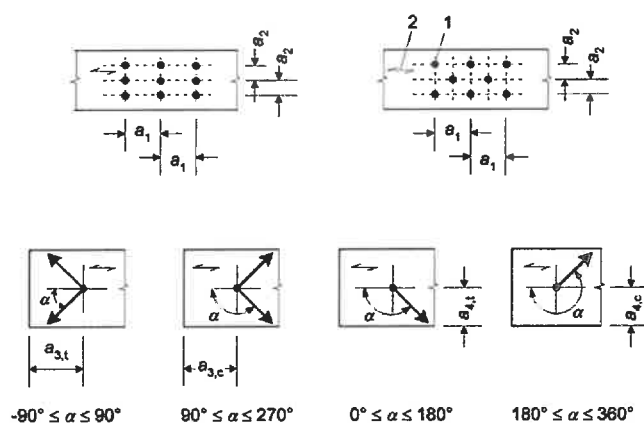 2 1
a₂ a₂ a₂ a₂
a₁ a₁
a₁ a₁
α α α α
a₃,t a₃,c a₄,t a₄,c
-90° ≤ α ≤ 90° 90° ≤ α ≤ 270° 0° ≤ α ≤ 180° 180° ≤ α ≤ 360°